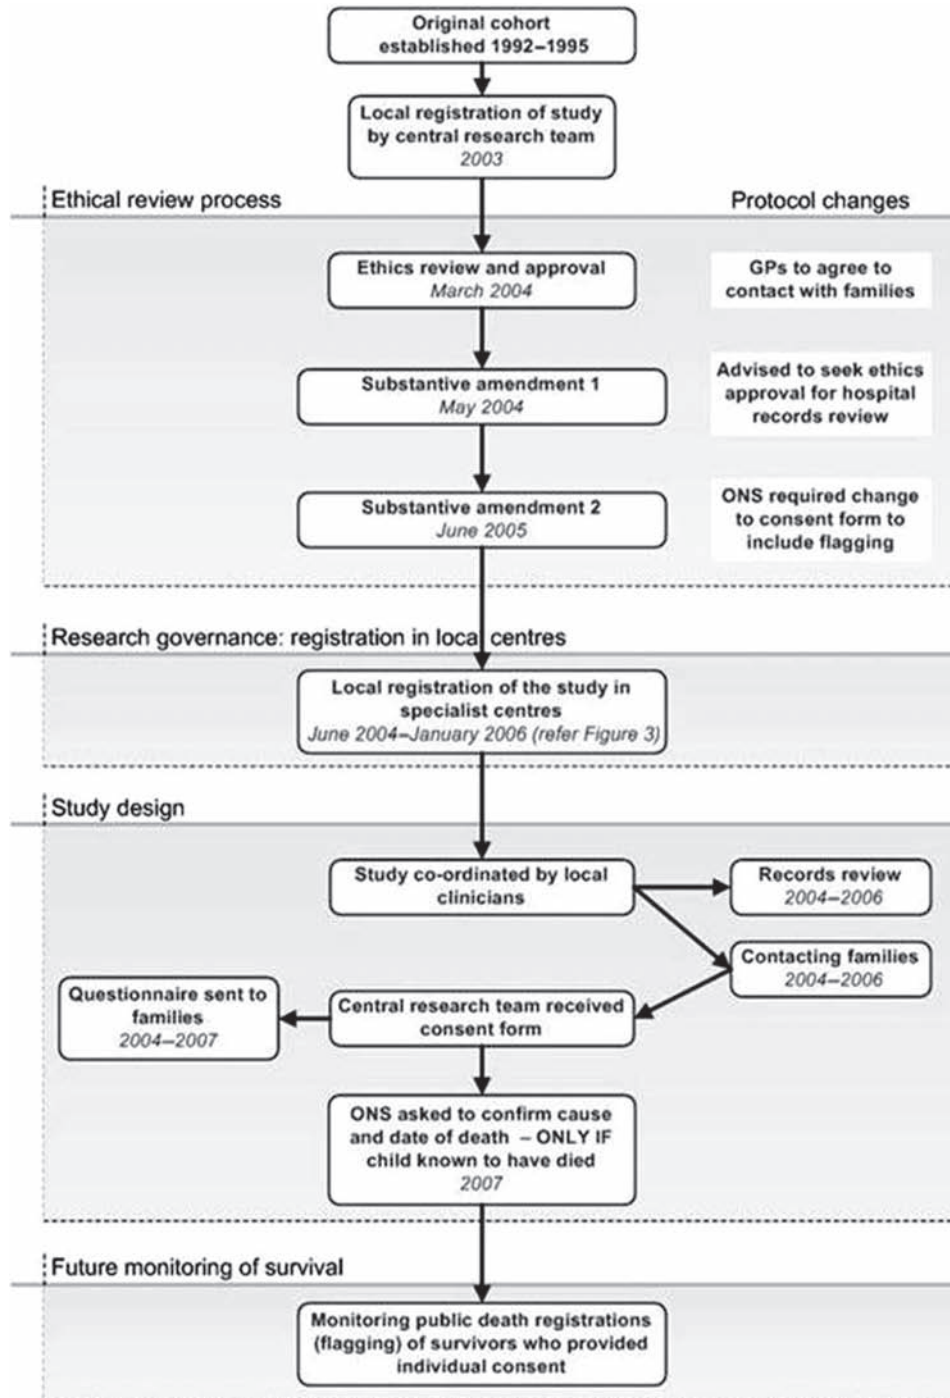 Original cohort
established 1992–1995
Local registration of study
by central research team
2003
Ethical review process
Protocol changes
Ethics review and approval
March 2004
GPs to agree to
contact with families
Substantive amendment 1
May 2004
Advised to seek ethics
approval for hospital
records review
Substantive amendment 2
June 2005
ONS required change
to consent form to
include flagging
Research governance: registration in local centres
Local registration of the study in
specialist centres
June 2004–January 2006 (refer Figure 3)
Study design
Study co-ordinated by local
clinicians
Records review
2004–2006
Contacting families
2004–2006
Central research team received
consent form
Questionnaire sent to
families
2004–2007
ONS asked to confirm cause
and date of death – ONLY IF
child known to have died
2007
Future monitoring of survival
Monitoring public death registrations
(flagging) of survivors who provided
individual consent